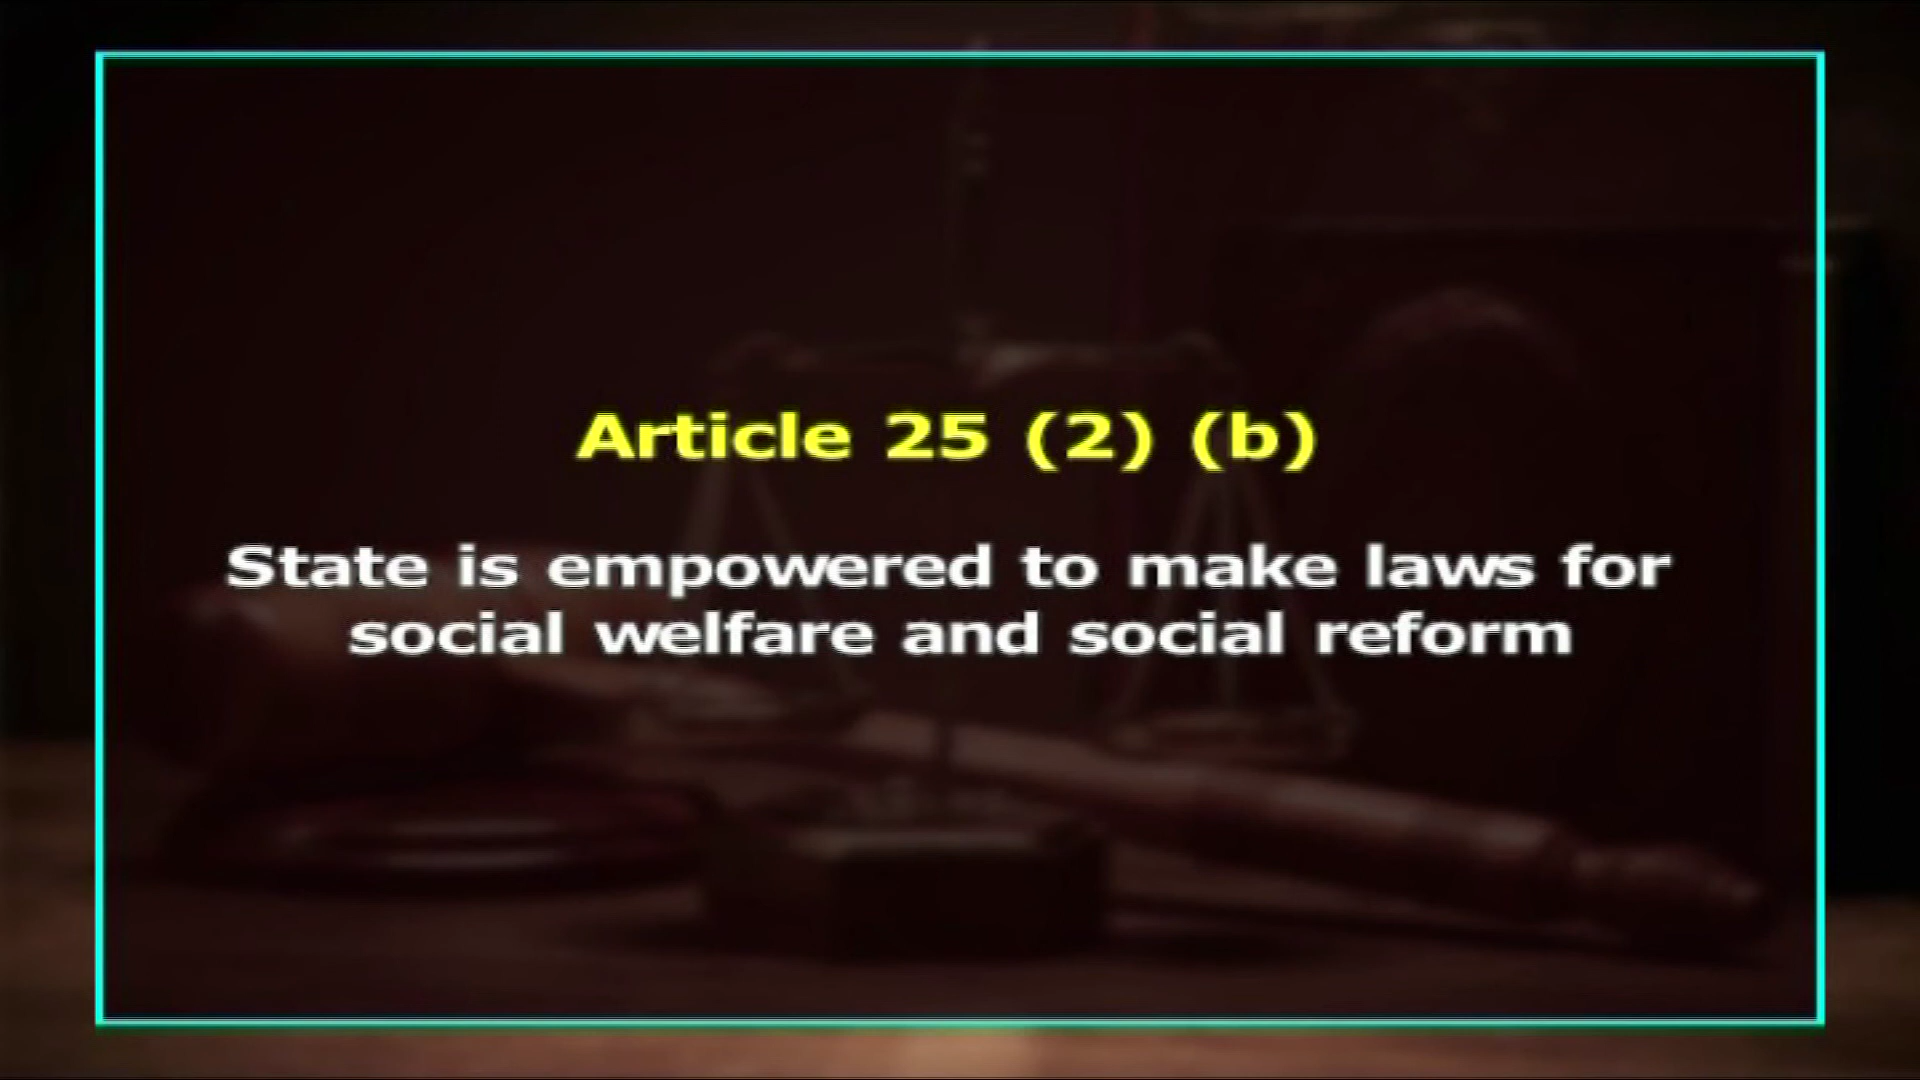 Article 25 (2) (b)
State is empowered to make laws for
social welfare and social reform